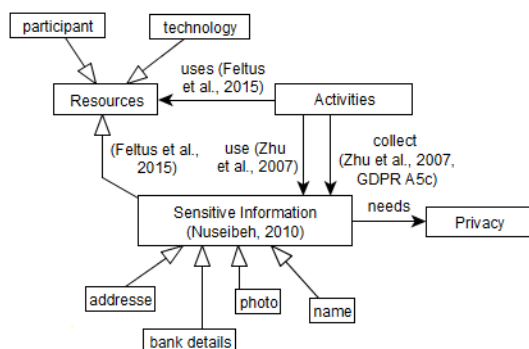 participant
technology
uses (Feltus
et al., 2015)
Resources
Activities
(Feltus et al.,
2015)
use (Zhu
et al., 2007)
collect
(Zhu et al., 2007,
GDPR A5c)
Sensitive Information
(Nuseibeh, 2010)
needs
Privacy
addresse
photo
name
bank details